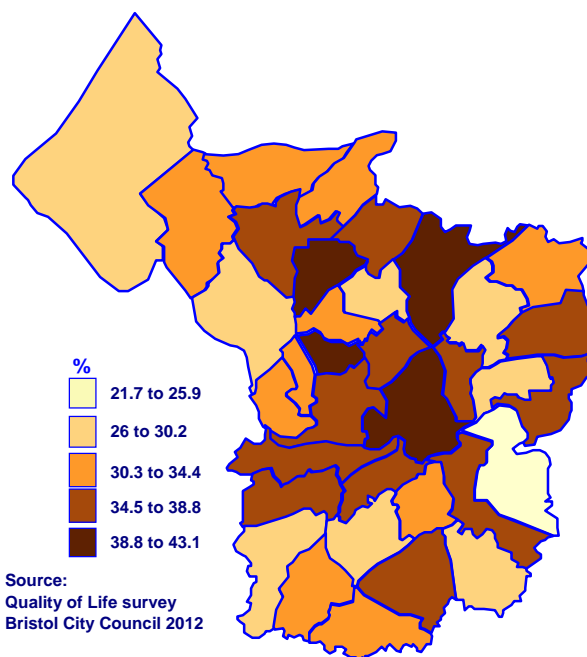 %
21.7 to 25.9
26 to 30.2
30.3 to 34.4
34.5 to 38.8
38.8 to 43.1
Source:
Quality of Life survey
Bristol City Council 2012